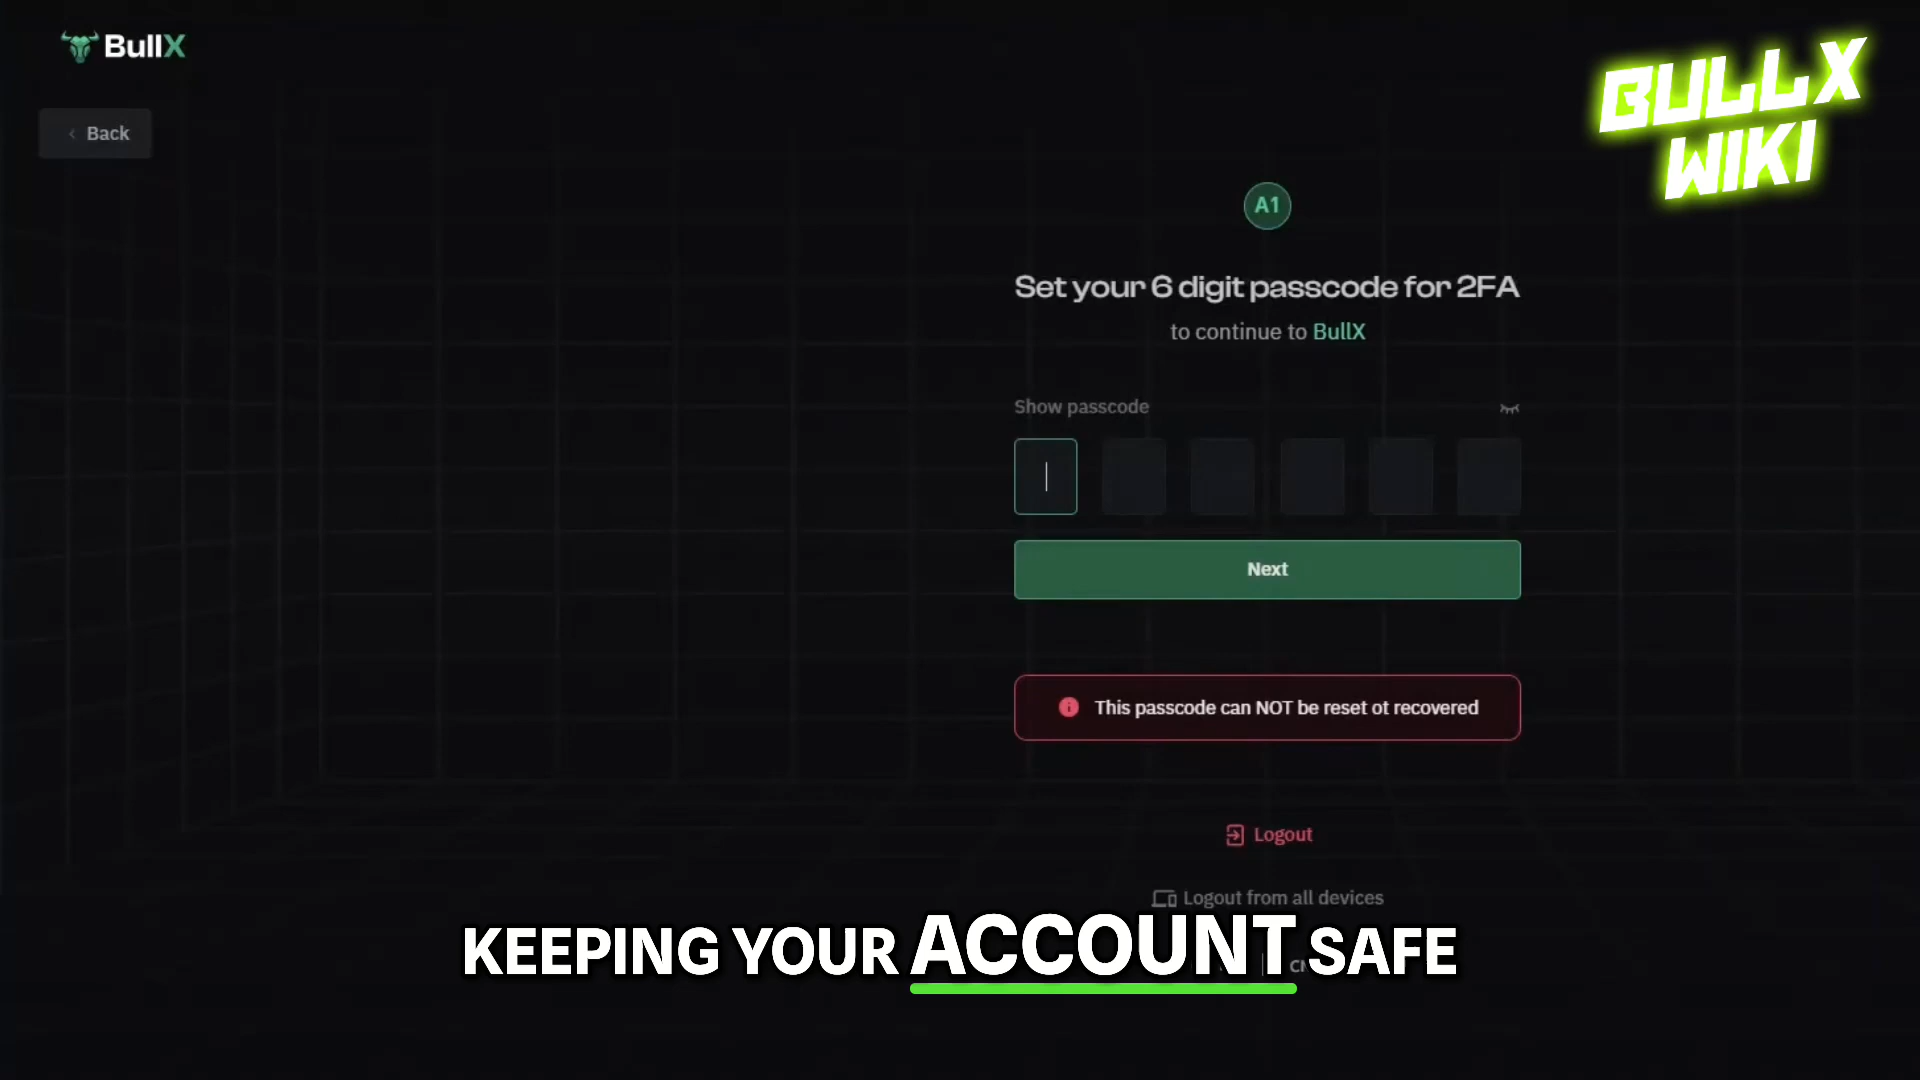 BullX
BULLX
WIKI
Back
A1
Set your 6 digit passcode for 2FA
to continue to BullX
Show passcode
Next
This passcode can NOT be reset ot recovered
Logout
Logout from all devices
KEEPING YOUR ACCOUNT SAFE